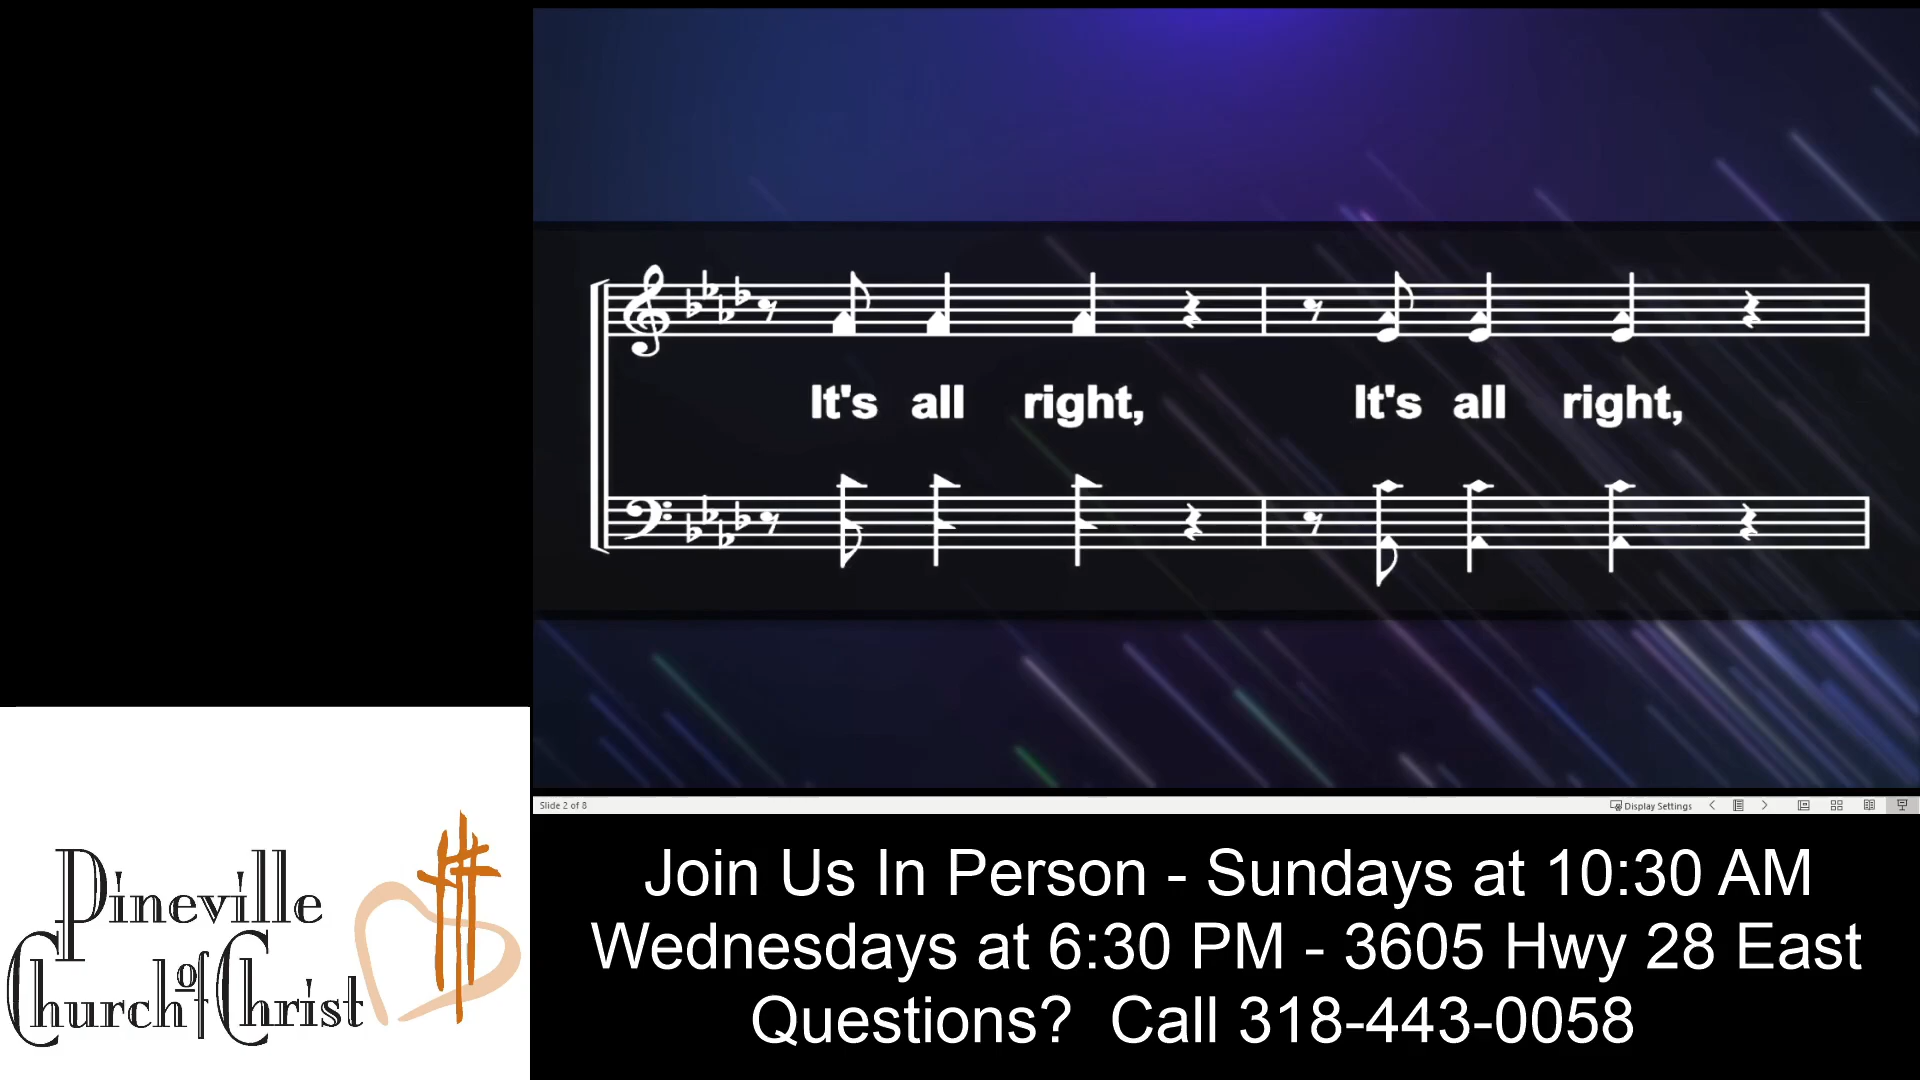 It's all right, It's all right,
Slide 2 of 8
Display Settings
Pineville
Church of Christ
Join Us In Person - Sundays at 10:30 AM
Wednesdays at 6:30 PM - 3605 Hwy 28 East
Questions? Call 318-443-0058